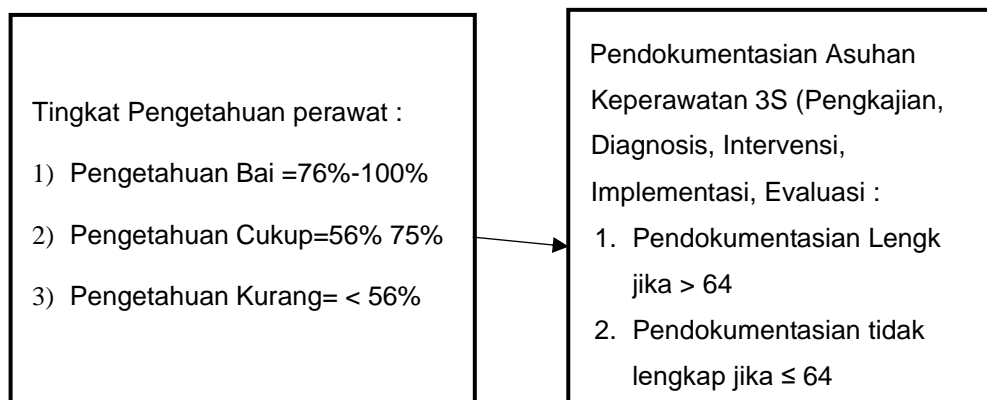 Tingkat Pengetahuan perawat :
1) Pengetahuan Bai =76%-100%
2) Pengetahuan Cukup=56% 75%
3) Pengetahuan Kurang= < 56%
Pendokumentasian Asuhan
Keperawatan 3S (Pengkajian,
Diagnosis, Intervensi,
Implementasi, Evaluasi :
1. Pendokumentasian Lengk
jika > 64
2. Pendokumentasian tidak
lengkap jika ≤ 64